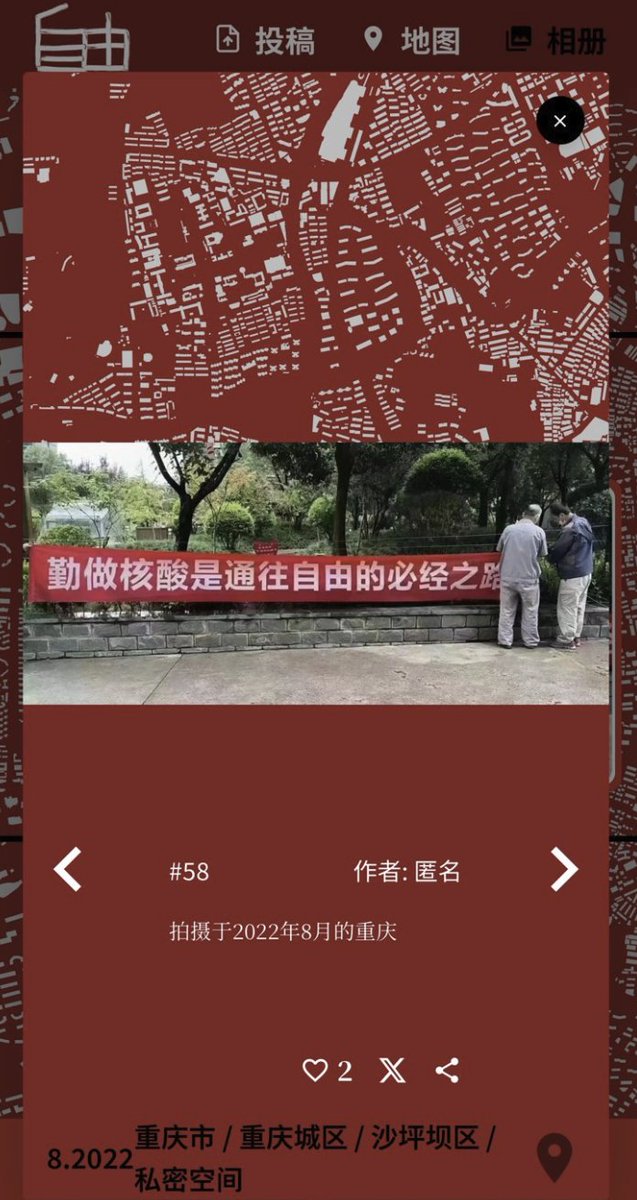 自由
投稿
地图
相册
勤做核酸是通往自由的必经之路
#58
作者: 匿名
拍摄于2022年8月的重庆
2
8.2022
重庆市 / 重庆城区 / 沙坪坝区 /
私密空间